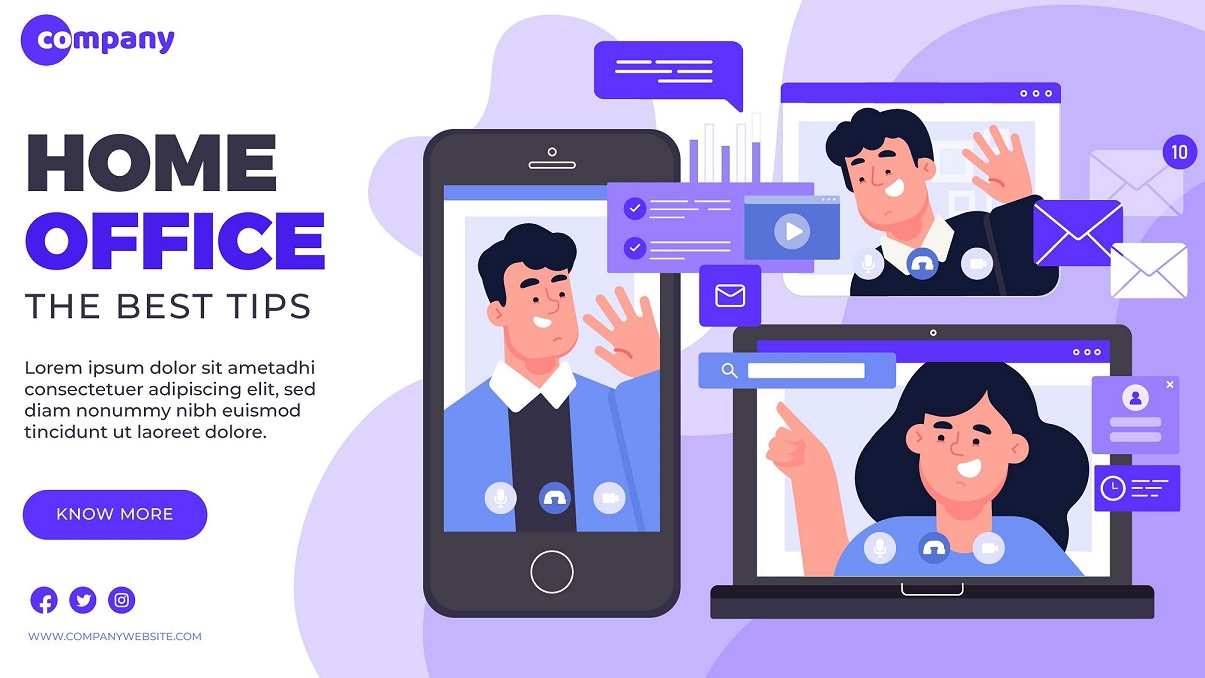 company
HOME
OFFICE
THE BEST TIPS
Lorem ipsum dolor sit ametadhi
consectetuer adipiscing elit, sed
diam nonummy nibh euismod
tincidunt ut laoreet dolore.
KNOW MORE
WWW.COMPANYWEBSITE.COM
10